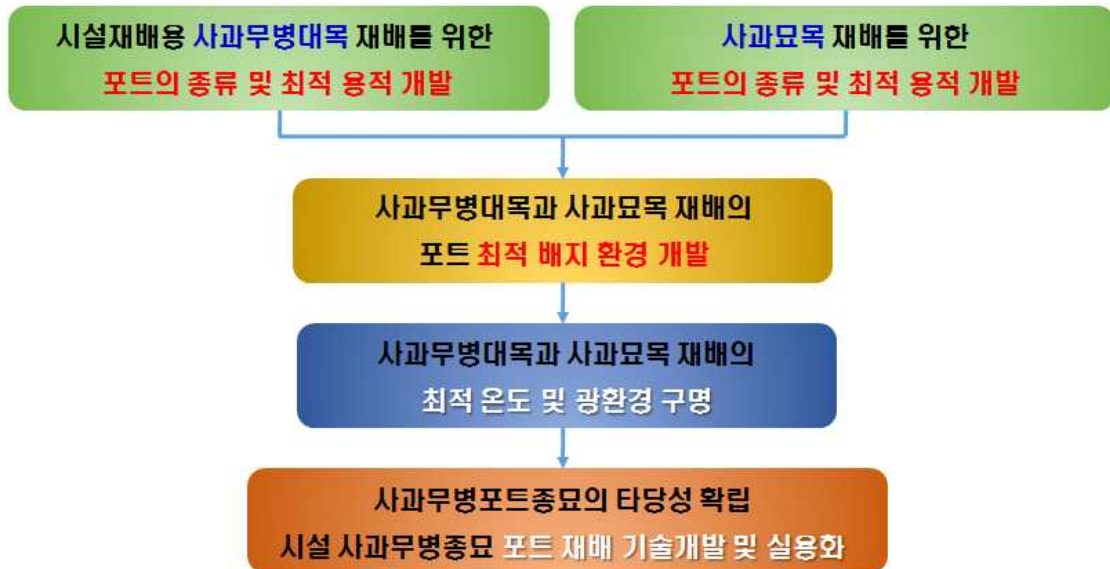 시설재배용 사과무병대목 재배를 위한
포트의 종류 및 최적 용적 개발
사과묘목 재배를 위한
포트의 종류 및 최적 용적 개발
사과무병대목과 사과묘목 재배의
포트 최적 배지 환경 개발
사과무병대목과 사과묘목 재배의
최적 온도 및 광환경 구명
사과무병포트종묘의 타당성 확립
시설 사과무병종묘 포트 재배 기술개발 및 실용화